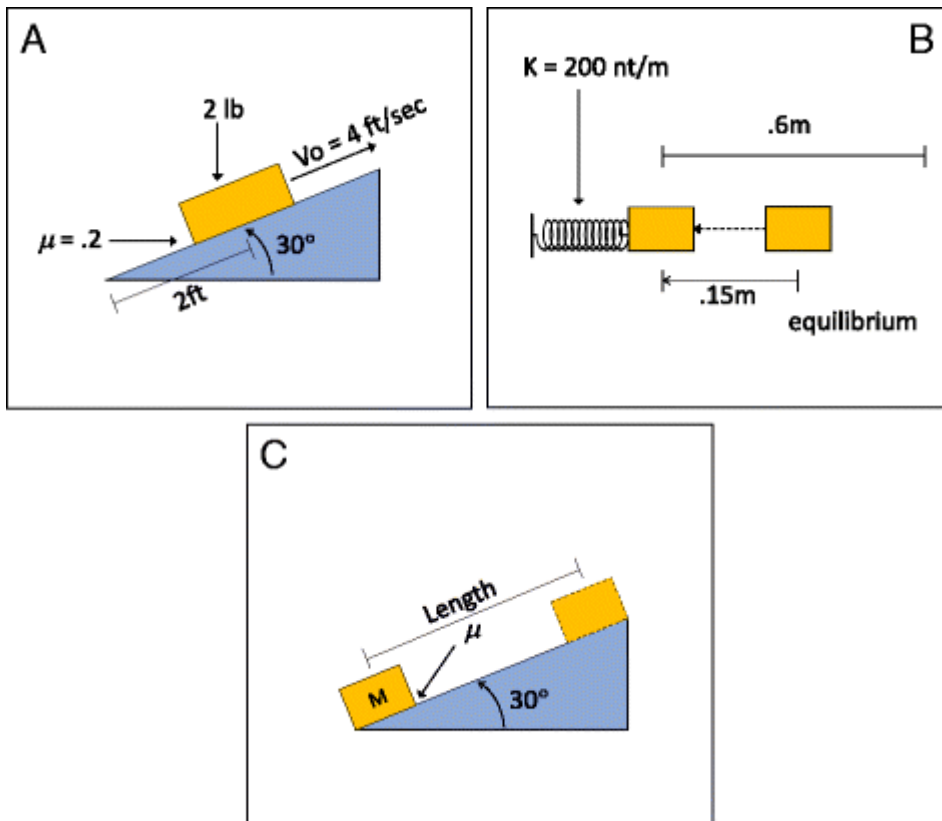 A
2 lb
Vo = 4 ft/sec
μ = .2
30°
2ft
B
K = 200 nt/m
.6m
.15m
equilibrium
C
Length
μ
M
30°